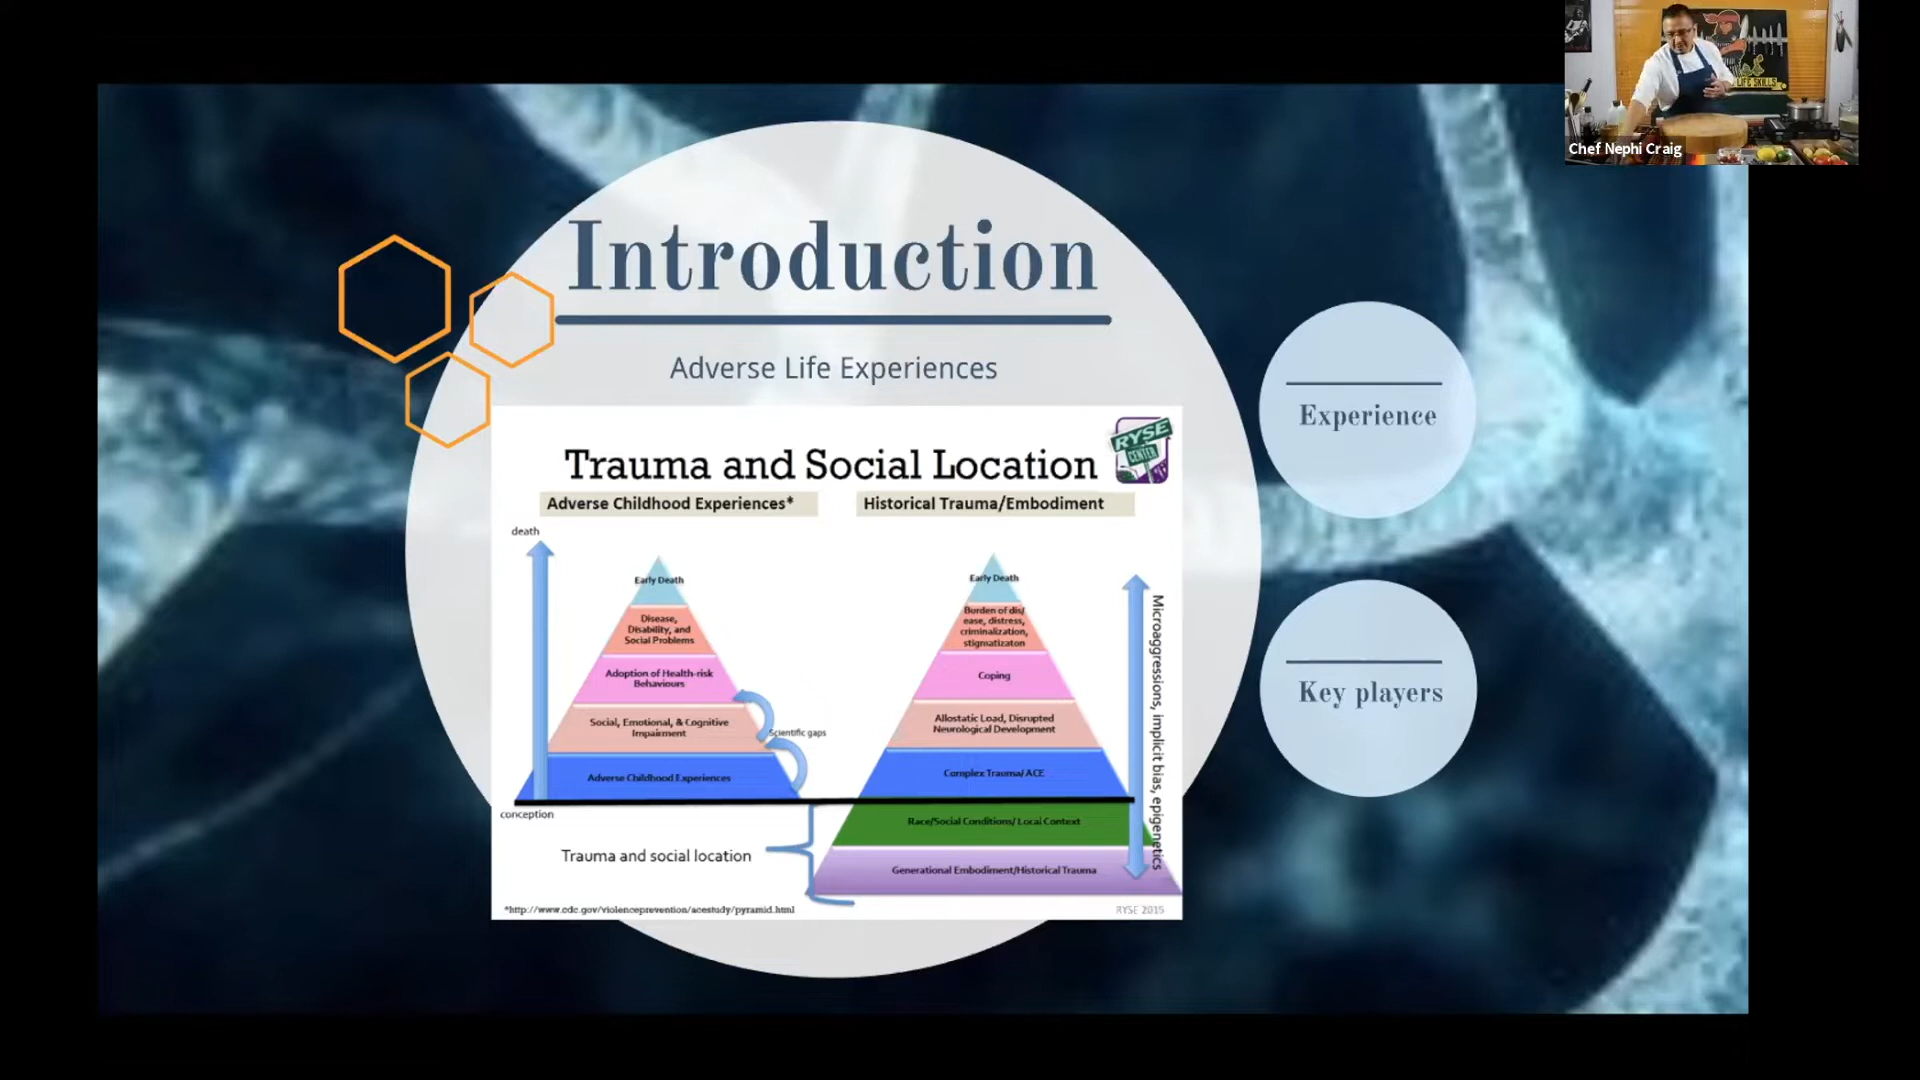 LIFE SKILLS
Chef Nephi Craig
Introduction
Adverse Life Experiences
RYSE
CENTER
Trauma and Social Location
Adverse Childhood Experiences*
death
Early Death
Disease,
Disability, and
Social Problems
Adoption of Health-risk
Behaviours
Social, Emotional, & Cognitive
Impairment
Scientific gaps
Adverse Childhood Experiences
conception
Historical Trauma/Embodiment
Early Death
Burden of dis/
ease, distress,
criminalization,
stigmatizaton
Coping
Allostatic Load, Disrupted
Neurological Development
Complex Trauma/ ACE
Race/Social Conditions/ Local Context
Generational Embodiment/Historical Trauma
Microaggressions, implicit bias, epigenetics
Trauma and social location
*http://www.cdc.gov/violenceprevention/acestudy/pyramid.html
RYSE 2015
Experience
Key players